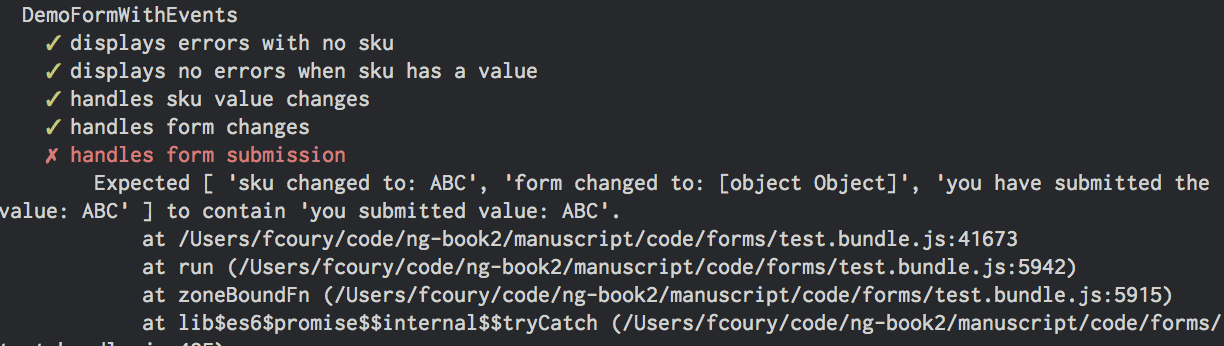 DemoFormWithEvents
✓ displays errors with no sku
✓ displays no errors when sku has a value
✓ handles sku value changes
✓ handles form changes
✗ handles form submission
Expected [ 'sku changed to: ABC', 'form changed to: [object Object]', 'you have submitted the
value: ABC' ] to contain 'you submitted value: ABC'.
at /Users/fcoury/code/ng-book2/manuscript/code/forms/test.bundle.js:41673
at run (/Users/fcoury/code/ng-book2/manuscript/code/forms/test.bundle.js:5942)
at zoneBoundFn (/Users/fcoury/code/ng-book2/manuscript/code/forms/test.bundle.js:5915)
at lib$es6$promise$$internal$$tryCatch (/Users/fcoury/code/ng-book2/manuscript/code/forms/